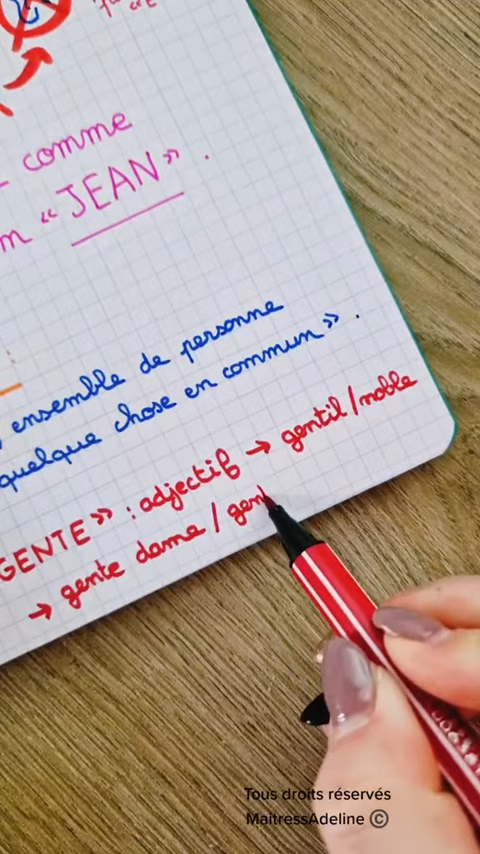 comme
"JEAN".
ensemble de personne
quelque chose en commun".
GENTE" : adjectif → gentil/noble
→ gente dame / gen
Tous droits réservés
MaitressAdeline ©